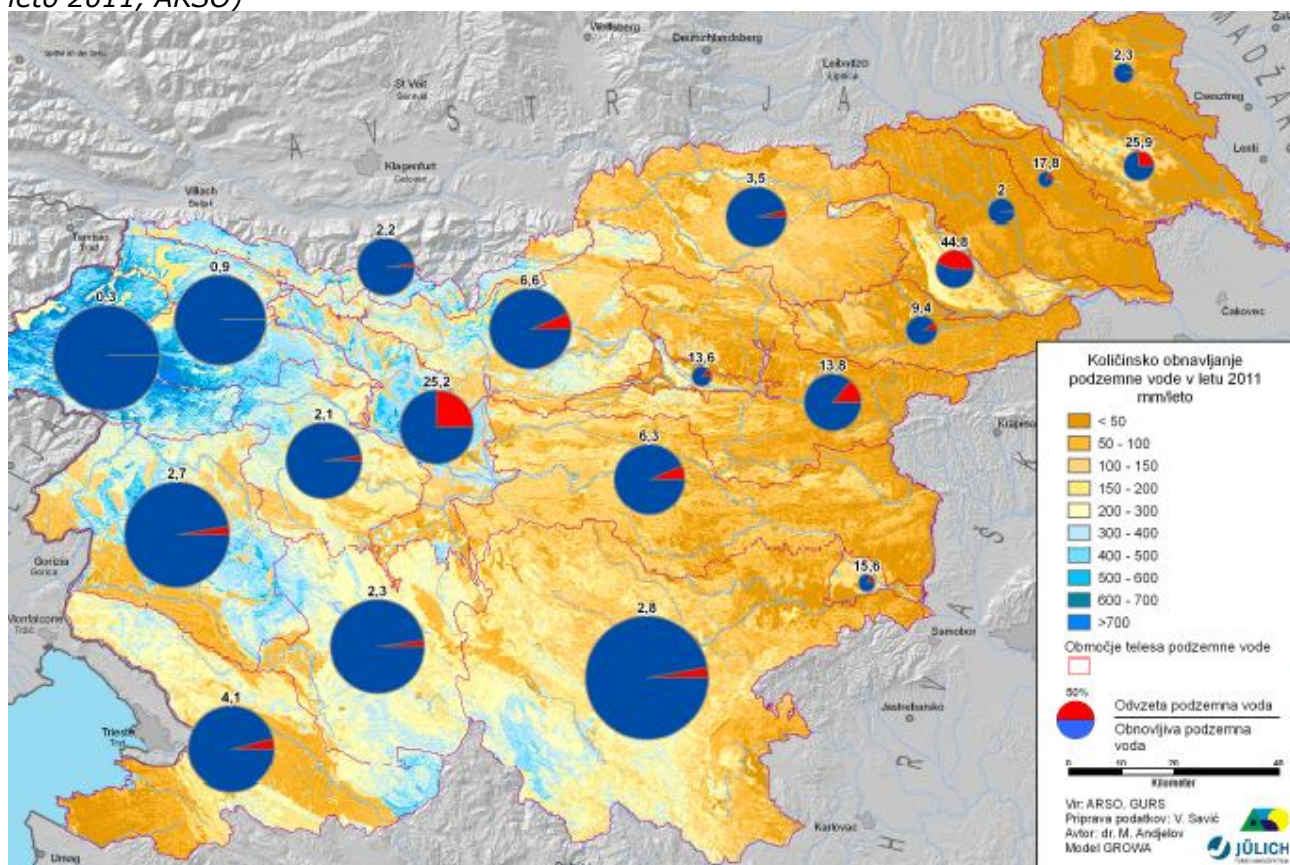 leto 2011, ARSO)
Wolfsberg
Deutschlandsberg
St Veit
Leibnitz
Lipnica
A V S T R I J A
M A D Ž A R
Csesztreg
Lenti
Klagenfurt
Celovec
Villach
Beljak
Tarvisio
Trbiž
2,3
25,9
17,8
2
3,5
44,8
2,2
0,9
0,3
6,6
9,4
Čakovec
13,6
13,8
25,2
2,1
6,3
Krapina
2,7
Gorizia
Gorica
Monfalcone
Tržič
15,6
2,3
2,8
Samobor
H R V A Š K A
4,1
Trieste
Trst
Jastrebarsko
Karlovac
Umag
Količinsko obnavljanje
podzemne vode v letu 2011
mm/leto
< 50
50 - 100
100 - 150
150 - 200
200 - 300
300 - 400
400 - 500
500 - 600
600 - 700
>700
Območje telesa podzemne vode
50%
Odvzeta podzemna voda
Obnovljiva podzemna
voda
0 10 20 40
Kilometer
Vir: ARSO, GURS
Priprava podatkov: V. Savić
Avtor: dr. M. Andjelov
Model GROWA
JÜLICH
FORSCHUNGSZENTRUM